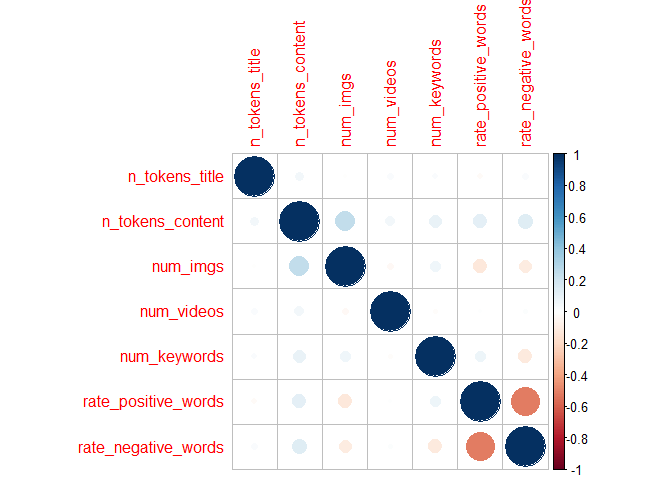 n_tokens_title
n_tokens_content
num_imgs
num_videos
num_keywords
rate_positive_words
rate_negative_words
n_tokens_title
n_tokens_content
num_imgs
num_videos
num_keywords
rate_positive_words
rate_negative_words
1
0.8
0.6
0.4
0.2
0
-0.2
-0.4
-0.6
-0.8
-1